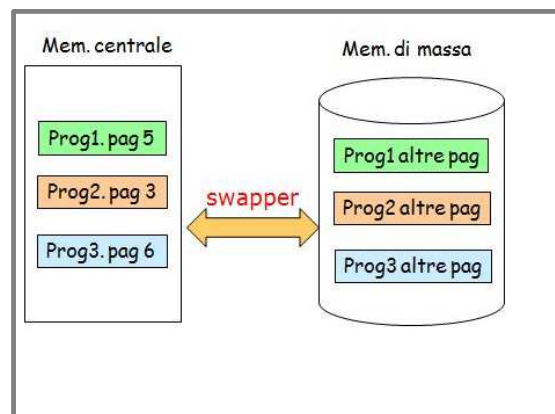 Mem. centrale
Mem. di massa
Prog1. pag 5
Prog2. pag 3
Prog3. pag 6
swapper
Prog1 altre pag
Prog2 altre pag
Prog3 altre pag